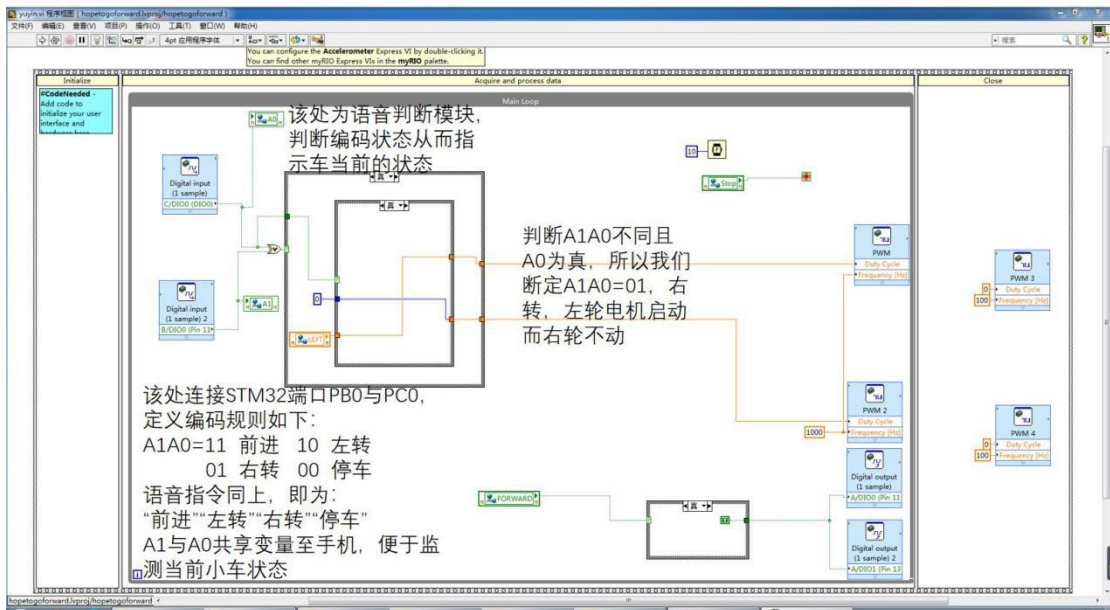 yuyin.vi 程序框图 ( hopetogoforward.lvproj/hopetogoforward )
文件(F) 编辑(E) 查看(V) 项目(P) 操作(O) 工具(T) 窗口(W) 帮助(H)
4pt 应用程序字体
搜索
You can configure the Accelerometer Express VI by double-clicking it.
You can find other myRIO Express VIs in the myRIO palette.
Initialize
Acquire and process data
Close
#CodeNeeded -
Add code to
initialize your user
interface and
Main Loop
A0
该处为语音判断模块，
判断编码状态从而指
示车当前的状态
真
真
10
Stop
Digital input
(1 sample)
C/DIO0 (DIO0)
A1
Digital input
(1 sample) 2
B/DIO0 (Pin 11
0
LEFT
判断A1A0不同且
A0为真，所以我们
断定A1A0=01，右
转，左轮电机启动
而右轮不动
PWM
Duty Cycle
Frequency [Hz]
PWM 2
Duty Cycle
1000
Frequency [Hz]
PWM 3
0
Duty Cycle
100
Frequency [Hz]
PWM 4
0
Duty Cycle
100
Frequency [Hz]
该处连接STM32端口PB0与PC0，
定义编码规则如下：
A1A0=11 前进 10 左转
01 右转 00 停车
语音指令同上，即为：
“前进”“左转”“右转”“停车”
A1与A0共享变量至手机，便于监
测当前小车状态
FORWARD
真
Digital output
(1 sample)
A/DIO0 (Pin 11
Digital output
(1 sample) 2
A/DIO1 (Pin 13
i
hopetogoforward.lvproj/hopetogoforward